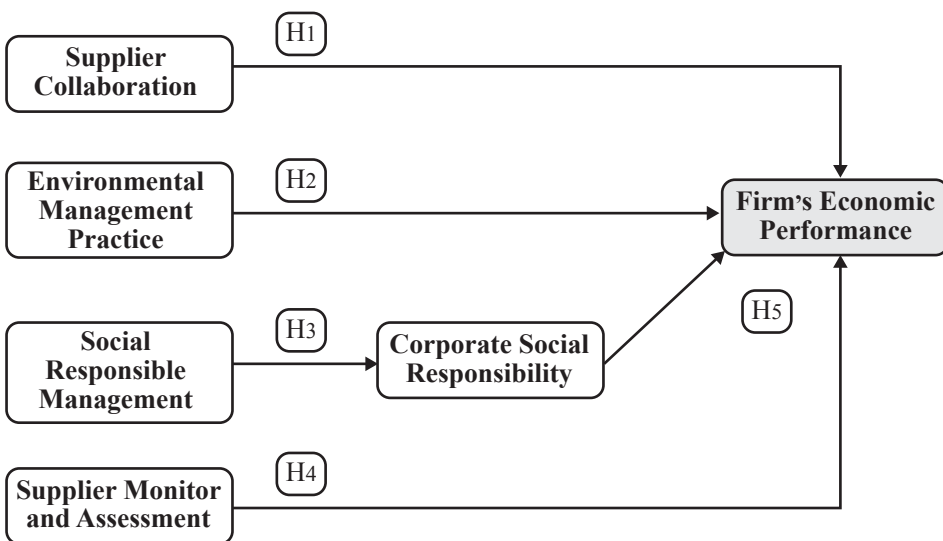 H1
Supplier
Collaboration
H2
Environmental
Management
Practice
Firm's Economic
Performance
H3
Social
Responsible
Management
Corporate Social
Responsibility
H5
H4
Supplier Monitor
and Assessment